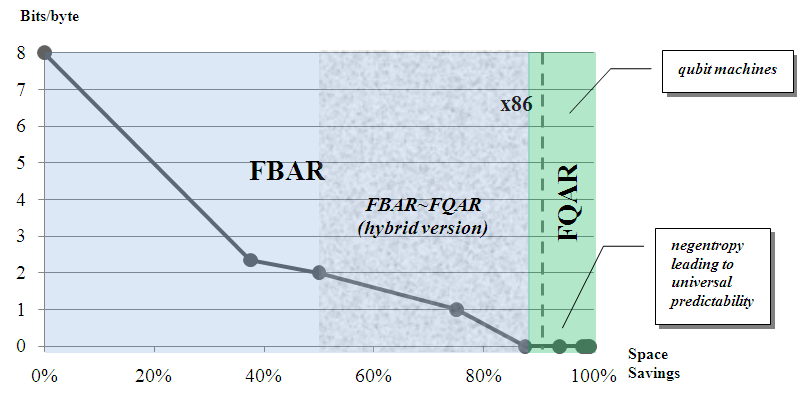 Bits/byte
8
7
6
5
4
3
2
1
0
x86
FBAR
FBAR~FQAR
(hybrid version)
FQAR
qubit machines
negentropy
leading to
universal
predictability
0%
20%
40%
60%
80%
100%
Space
Savings